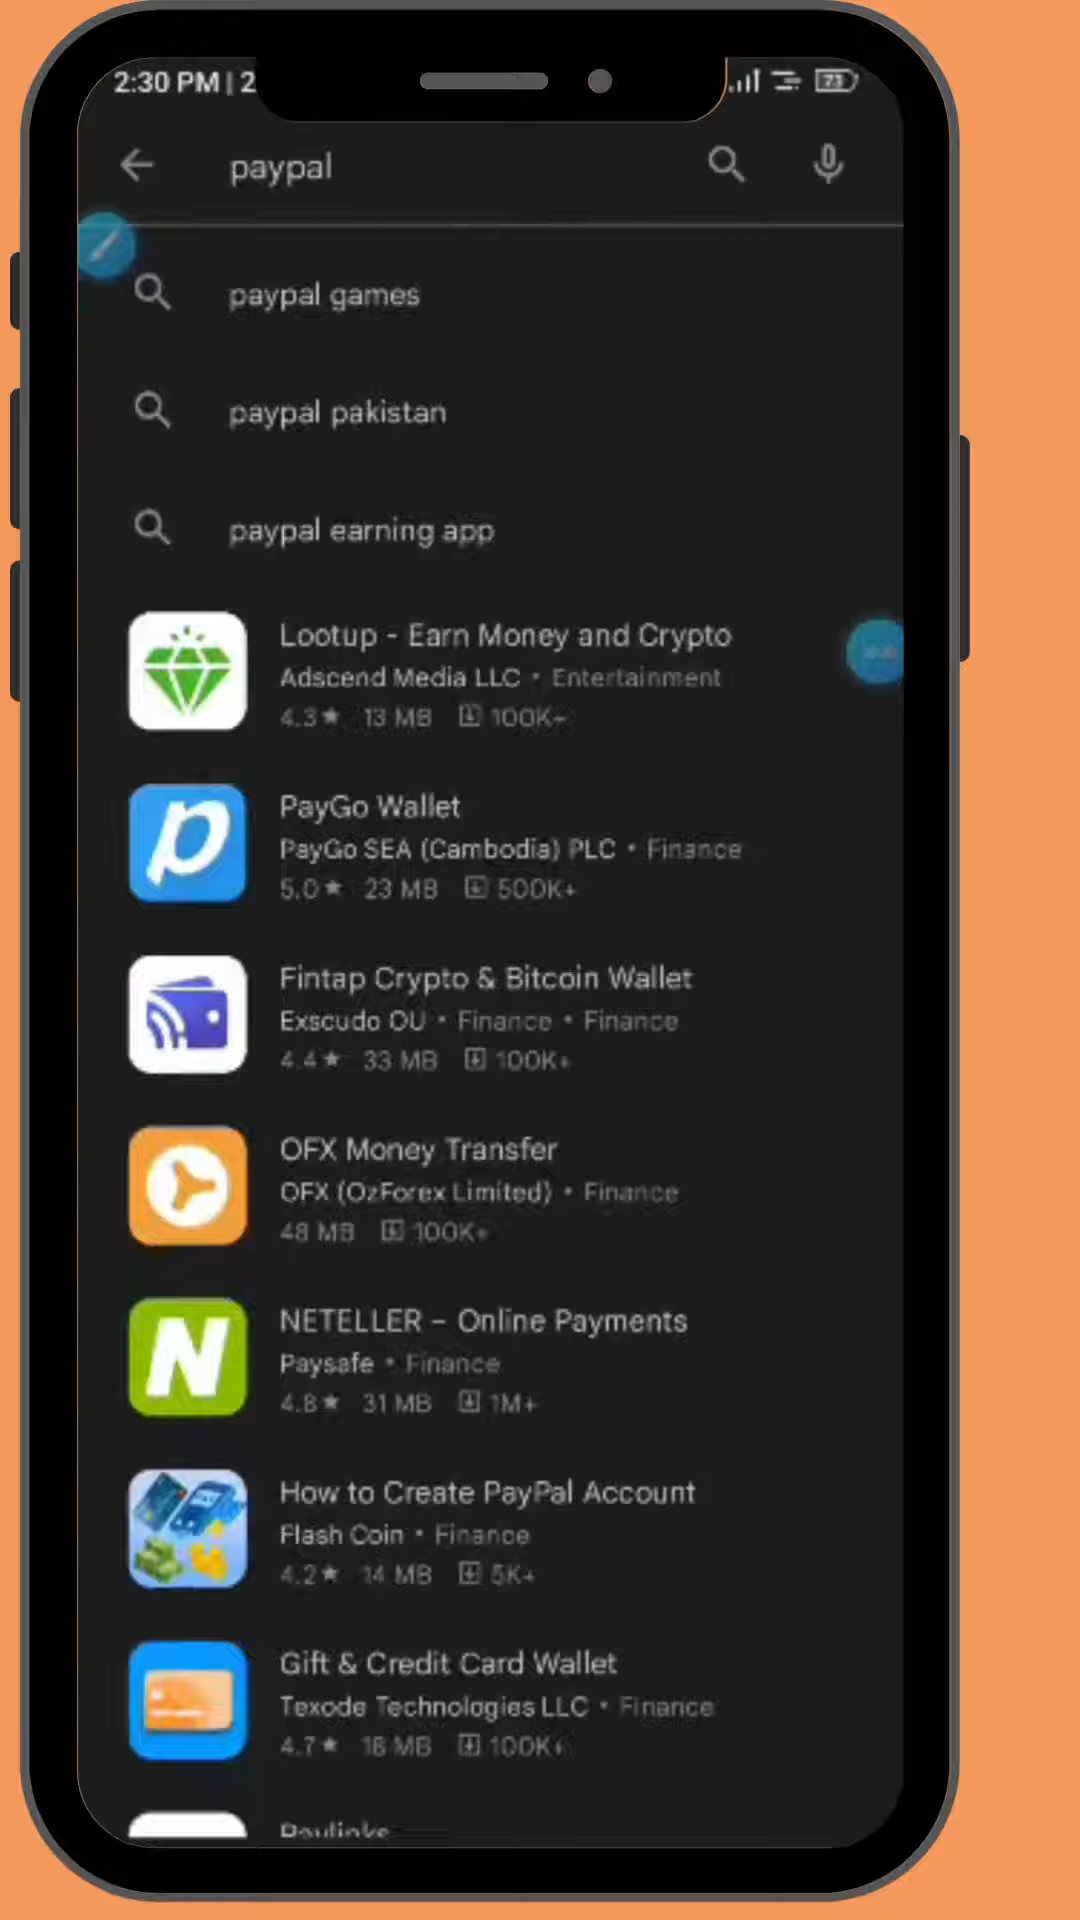 2:30 PM | 2
73
paypal
paypal games
paypal pakistan
paypal earning app
Lootup - Earn Money and Crypto
Adscend Media LLC • Entertainment
4.3★ 13 MB 100K+
PayGo Wallet
PayGo SEA (Cambodia) PLC • Finance
5.0★ 23 MB 500K+
Fintap Crypto & Bitcoin Wallet
Exscudo OU • Finance • Finance
4.4★ 33 MB 100K+
OFX Money Transfer
OFX (OzForex Limited) • Finance
48 MB 100K+
NETELLER – Online Payments
Paysafe • Finance
4.8★ 31 MB 1M+
How to Create PayPal Account
Flash Coin • Finance
4.2★ 14 MB 5K+
Gift & Credit Card Wallet
Texode Technologies LLC • Finance
4.7★ 18 MB 100K+
Paylinks